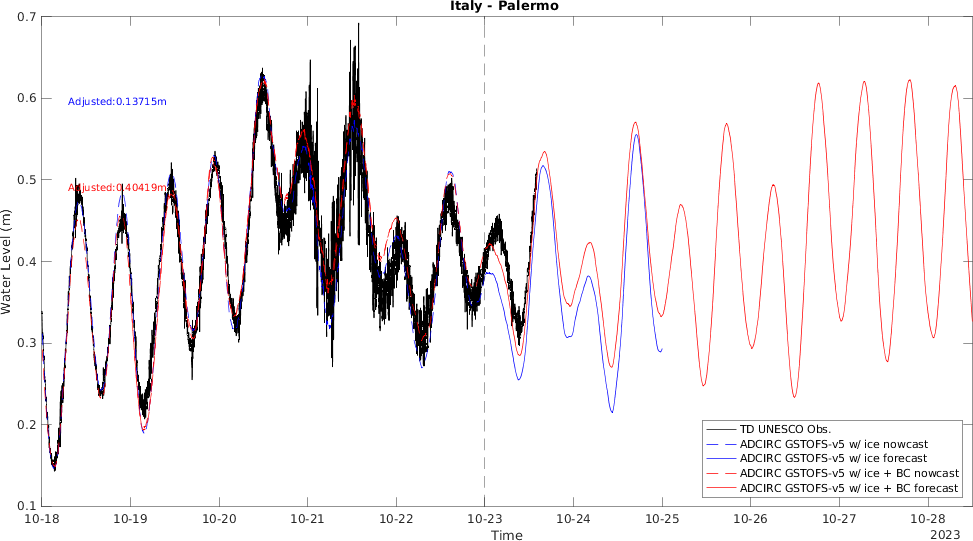 Italy - Palermo
0.7
0.6
0.5
0.4
0.3
0.2
0.1
Water Level (m)
Adjusted:0.13715m
Adjusted:0.40419m
TD UNESCO Obs.
ADCIRC GSTOFS-v5 w/ ice nowcast
ADCIRC GSTOFS-v5 w/ ice forecast
ADCIRC GSTOFS-v5 w/ ice + BC nowcast
ADCIRC GSTOFS-v5 w/ ice + BC forecast
10-18 10-19 10-20 10-21 10-22 10-23 10-24 10-25 10-26 10-27 10-28
Time
2023